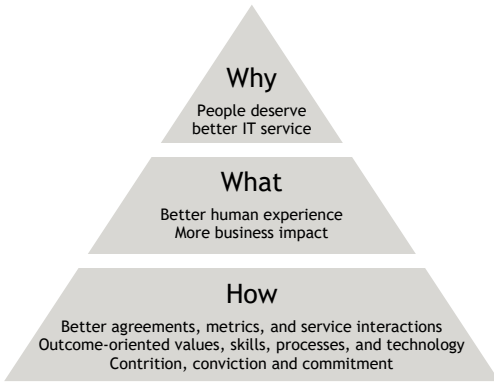 Why
People deserve
better IT service
What
Better human experience
More business impact
How
Better agreements, metrics, and service interactions
Outcome-oriented values, skills, processes, and technology
Contrition, conviction and commitment